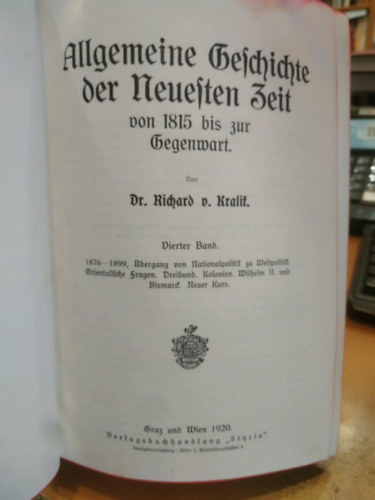 Allgemeine Geschichte
der Neuesten Zeit
von 1815 bis zur
Gegenwart.
Von
Dr. Richard v. Kralik.
Vierter Band.
1876—1899, Übergang von Nationalpolitik zu Weltpolitik.
Orientalische Fragen. Dreibund. Kolonien. Wilhelm II. und
Bismarck. Neuer Kurs.
Graz und Wien 1920.
Verlagsbuchhandlung „Styria“.